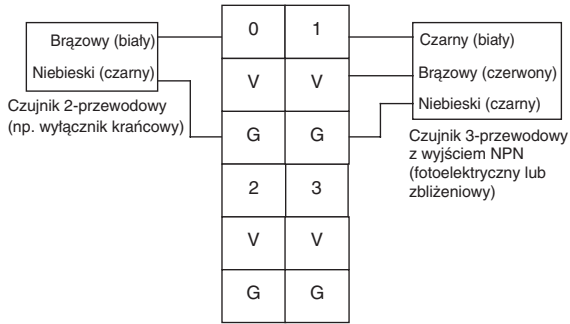 Brązowy (biały)
Niebieski (czarny)
Czujnik 2-przewodowy
(np. wyłącznik krańcowy)
0 1
V V
G G
2 3
V V
G G
Czarny (biały)
Brązowy (czerwony)
Niebieski (czarny)
Czujnik 3-przewodowy
z wyjściem NPN
(fotoelektryczny lub
zbliżeniowy)